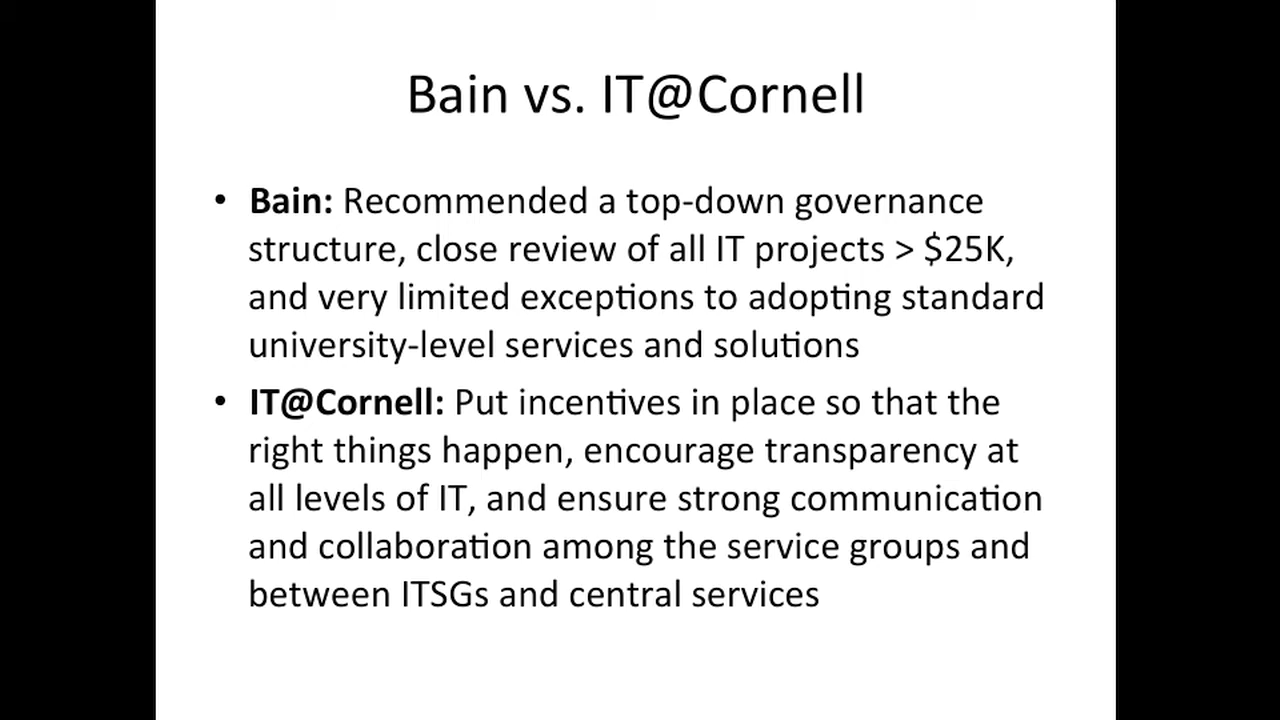 Bain vs. IT@Cornell
• Bain: Recommended a top-down governance
structure, close review of all IT projects > $25K,
and very limited exceptions to adopting standard
university-level services and solutions
• IT@Cornell: Put incentives in place so that the
right things happen, encourage transparency at
all levels of IT, and ensure strong communication
and collaboration among the service groups and
between ITSGs and central services